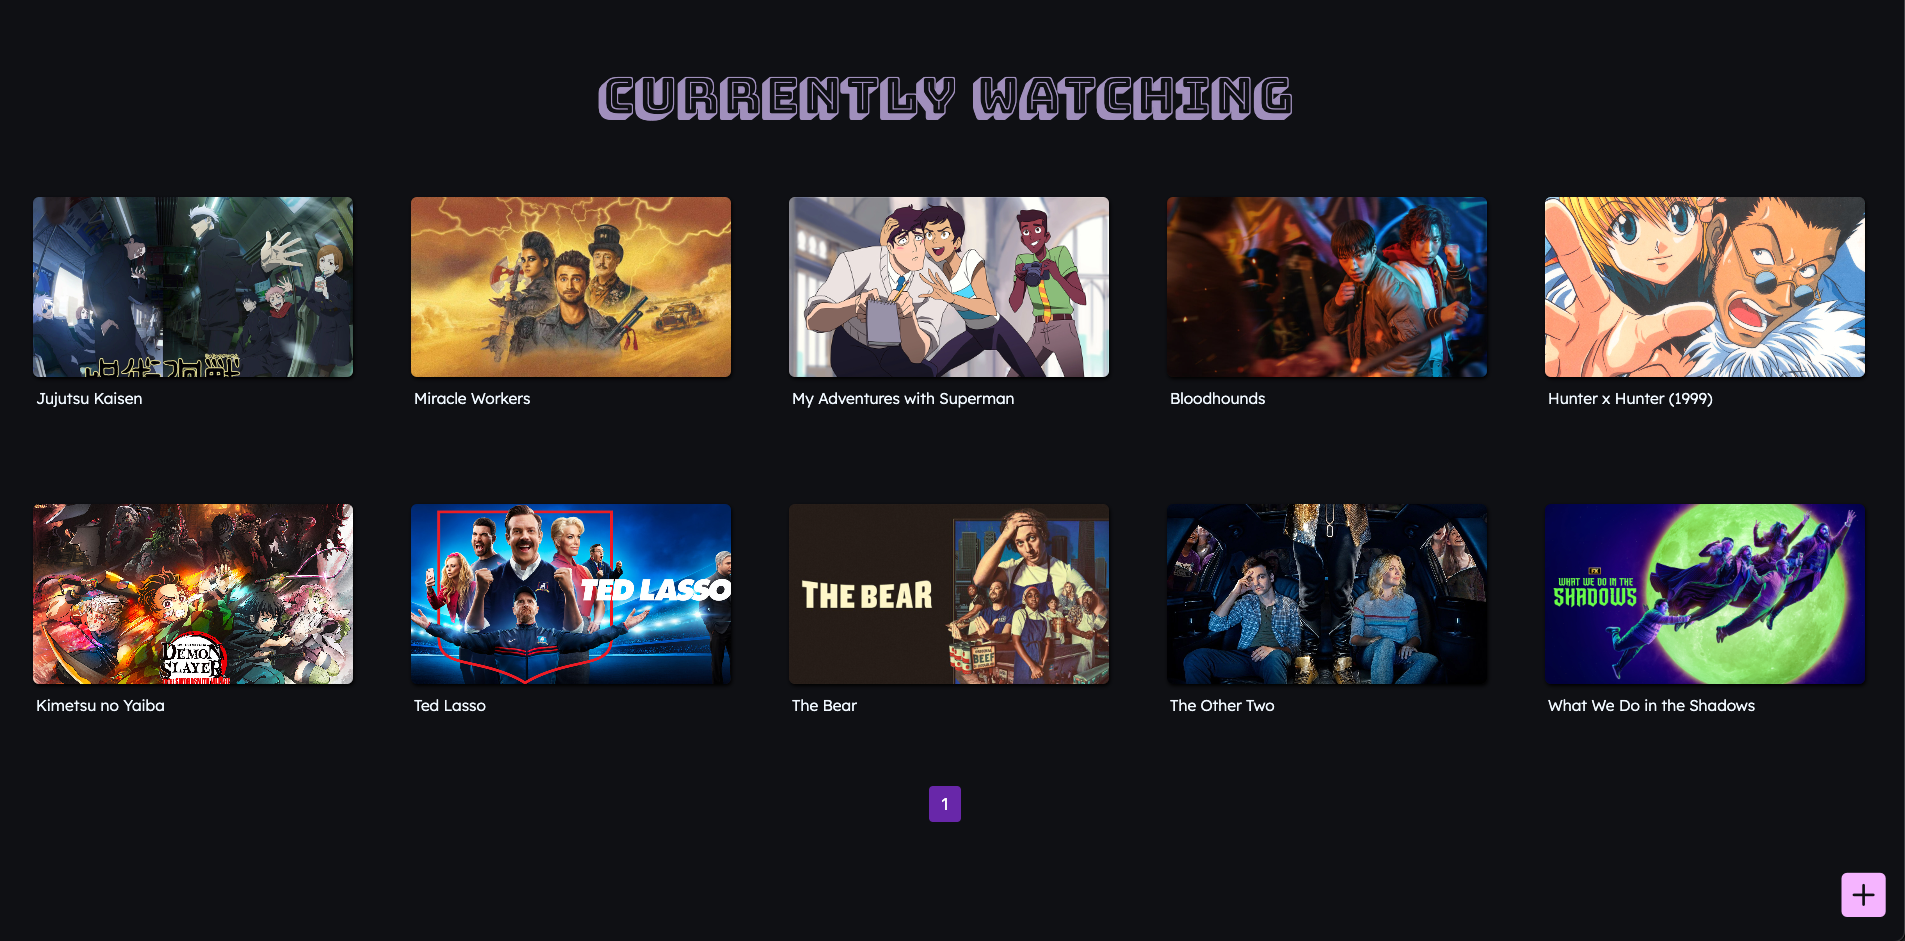 CURRENTLY WATCHING
Jujutsu Kaisen
Miracle Workers
My Adventures with Superman
Bloodhounds
Hunter x Hunter (1999)
DEMON
SLAYER
TED LASSO
THE BEAR
BEEF
FX
WHAT WE DO IN THE
SHADOWS
Kimetsu no Yaiba
Ted Lasso
The Bear
The Other Two
What We Do in the Shadows
1